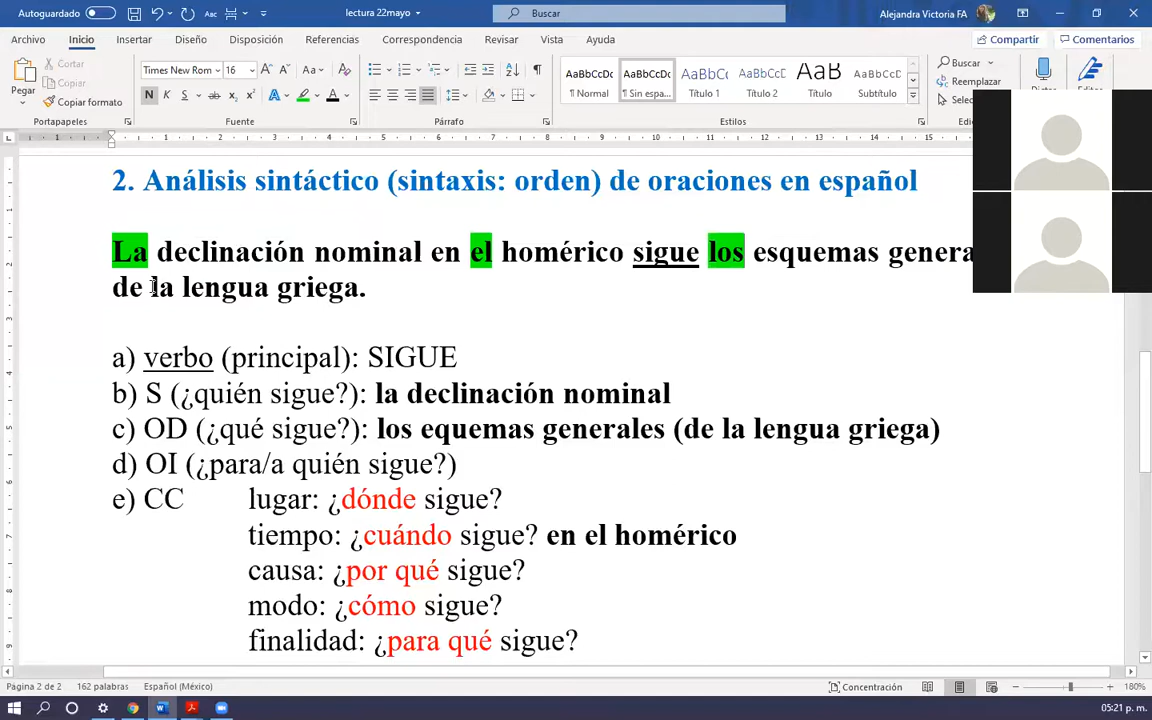 Autoguardado
lectura 22mayo
Buscar
Alejandra Victoria FA
Archivo Inicio Insertar Diseño Disposición Referencias Correspondencia Revisar Vista Ayuda Compartir Comentarios
Pegar
Cortar
Copiar
Copiar formato
Times New Rom 16
N K S
AaBbCcDc AaBbCcDc AaBbCcD AaBbCcD AaB AaBbCcD
¶ Normal ¶ Sin espa... Título 1 Título 2 Título Subtítulo
Buscar
Reemplazar
Portapapeles Fuente Párrafo Estilos
2. Análisis sintáctico (sintaxis: orden) de oraciones en español
La declinación nominal en el homérico sigue los esquemas genera
de la lengua griega.
a) verbo (principal): SIGUE
b) S (¿quién sigue?): la declinación nominal
c) OD (¿qué sigue?): los equemas generales (de la lengua griega)
d) OI (¿para/a quién sigue?)
e) CC lugar: ¿dónde sigue?
tiempo: ¿cuándo sigue? en el homérico
causa: ¿por qué sigue?
modo: ¿cómo sigue?
finalidad: ¿para qué sigue?
Página 2 de 2 162 palabras Español (México) Concentración 180%
05:21 p. m.